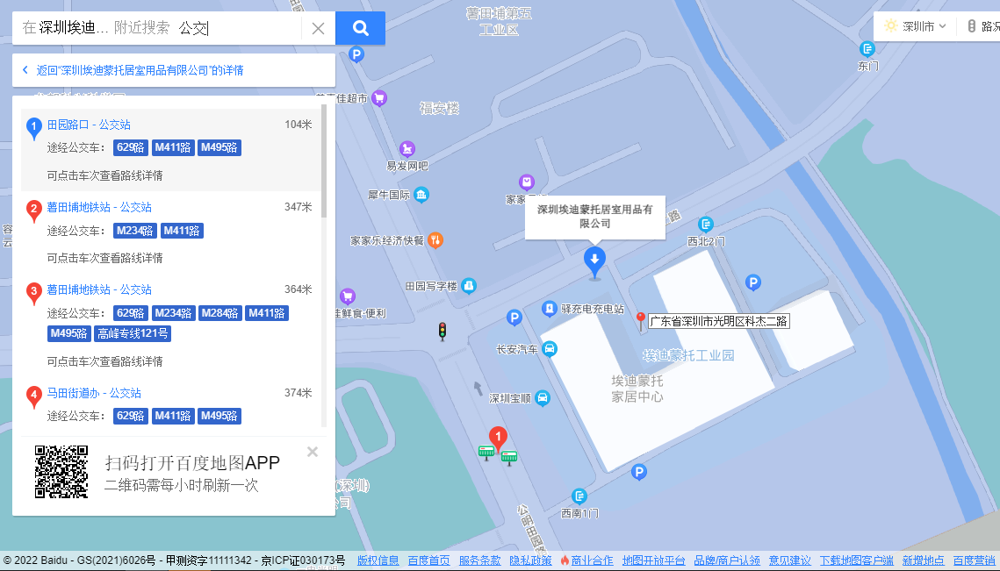 在 深圳埃迪... 附近搜索 公交
返回"深圳埃迪蒙托居室用品有限公司"的详情
1
田园路口 - 公交站
104米
途经公交车： 629路 M411路 M495路
可点击车次查看路线详情
2
薯田埔地铁站 - 公交站
347米
途经公交车： M234路 M411路
可点击车次查看路线详情
3
薯田埔地铁站 - 公交站
364米
途经公交车： 629路 M234路 M284路 M411路
M495路 高峰专线121号
可点击车次查看路线详情
4
马田街道办 - 公交站
374米
途经公交车： 629路 M411路 M495路
扫码打开百度地图APP
二维码需每小时刷新一次
深圳市
路况
薯田埔第五
工业区
P
东门
佳超市
福安楼
易发网吧
犀牛国际
家家
深圳埃迪蒙托居室用品有
限公司
路
西北2门
家家乐经济快餐
田园写字楼
P
佳鲜食·便利
P
驿充电充电站
广东省深圳市光明区科杰二路
长安汽车
埃迪蒙托工业园
埃迪蒙托
家居中心
深圳宝顺
1
P
(深圳)
公司
西南1门
公明田园路
© 2022 Baidu - GS(2021)6026号 - 甲测资字11111342 - 京ICP证030173号 版权信息 百度首页 服务条款 隐私政策 商业合作 地图开放平台 品牌/商户认领 意见建议 下载地图客户端 新增地点 百度营销